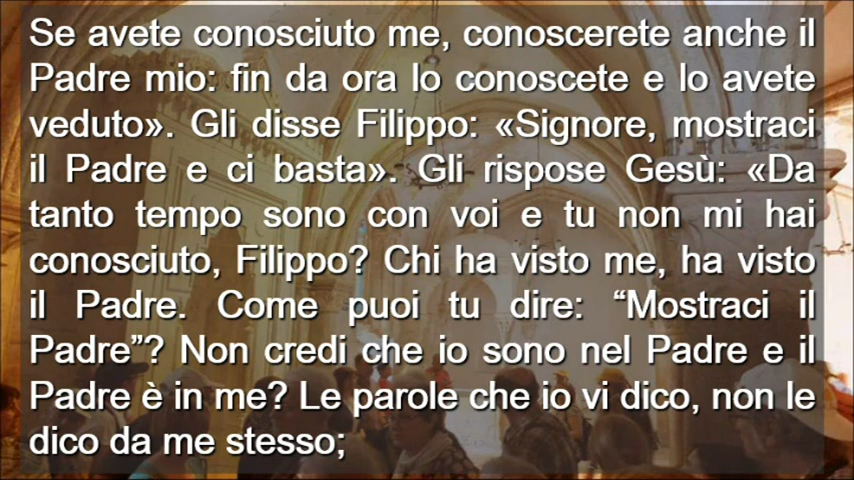 Se avete conosciuto me, conoscerete anche il
Padre mio: fin da ora lo conoscete e lo avete
veduto». Gli disse Filippo: «Signore, mostraci
il Padre e ci basta». Gli rispose Gesù: «Da
tanto tempo sono con voi e tu non mi hai
conosciuto, Filippo? Chi ha visto me, ha visto
il Padre. Come puoi tu dire: “Mostraci il
Padre”? Non credi che io sono nel Padre e il
Padre è in me? Le parole che io vi dico, non le
dico da me stesso;